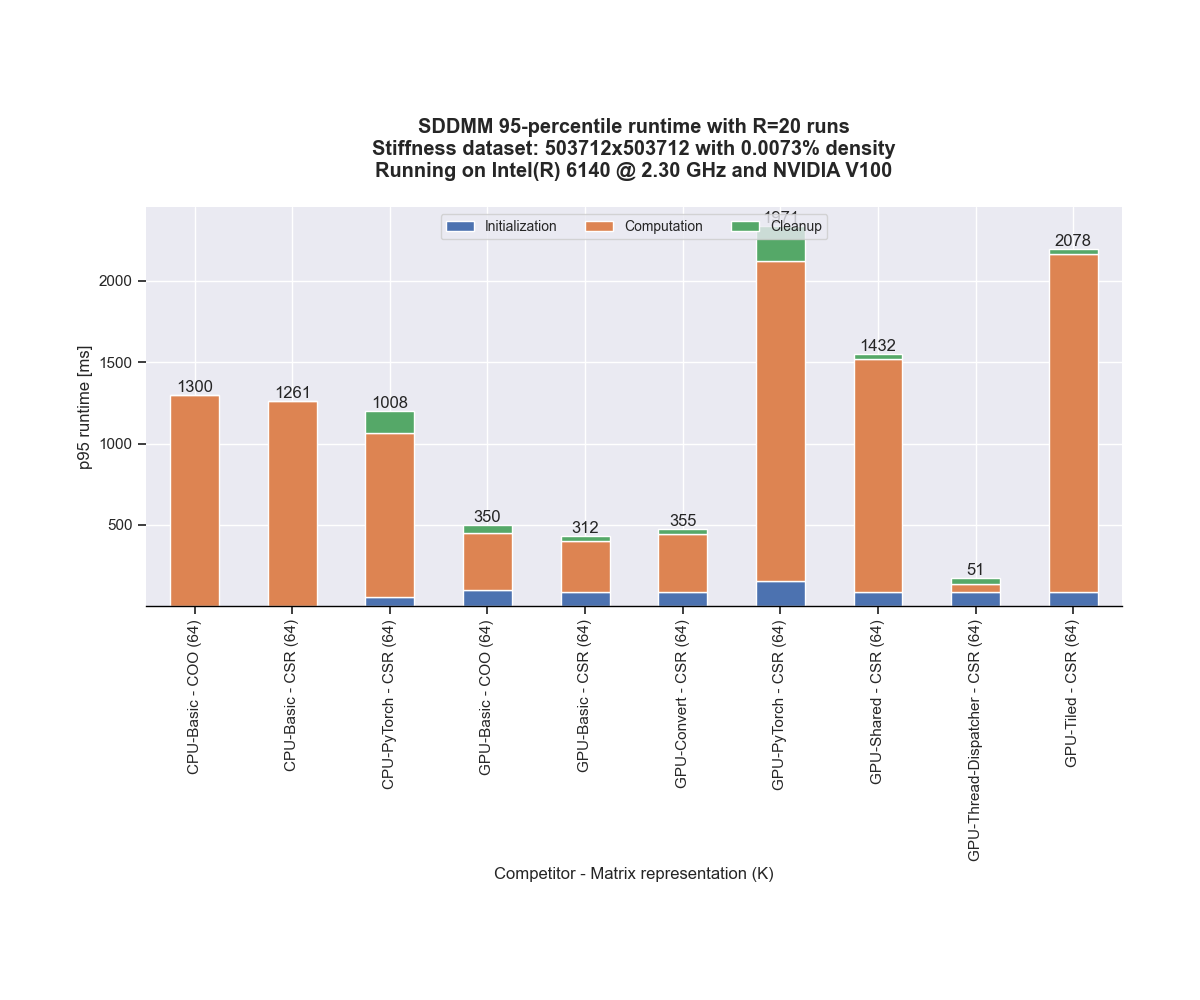 SDDMM 95-percentile runtime with R=20 runs
Stiffness dataset: 503712x503712 with 0.0073% density
Running on Intel(R) 6140 @ 2.30 GHz and NVIDIA V100
Initialization Computation Cleanup
1971
2078
1432
1300
1261
1008
350
312
355
51
p95 runtime [ms]
2000
1500
1000
500
CPU-Basic - COO (64)
CPU-Basic - CSR (64)
CPU-PyTorch - CSR (64)
GPU-Basic - COO (64)
GPU-Basic - CSR (64)
GPU-Convert - CSR (64)
GPU-PyTorch - CSR (64)
GPU-Shared - CSR (64)
GPU-Thread-Dispatcher - CSR (64)
GPU-Tiled - CSR (64)
Competitor - Matrix representation (K)